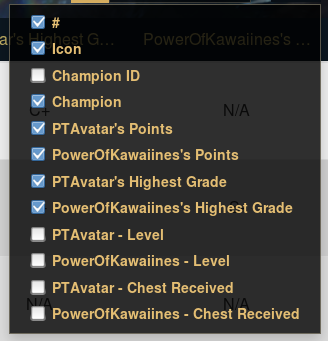 #
Icon
ar's Highest G... PowerOfKawaiines's ...
Champion ID
Champion
C+ N/A
PTAvatar's Points
PowerOfKawaiines's Points
PTAvatar's Highest Grade
PowerOfKawaiines's Highest Grade
PTAvatar - Level
PowerOfKawaiines - Level
PTAvatar - Chest Received
N/A N/A
PowerOfKawaiines - Chest Received